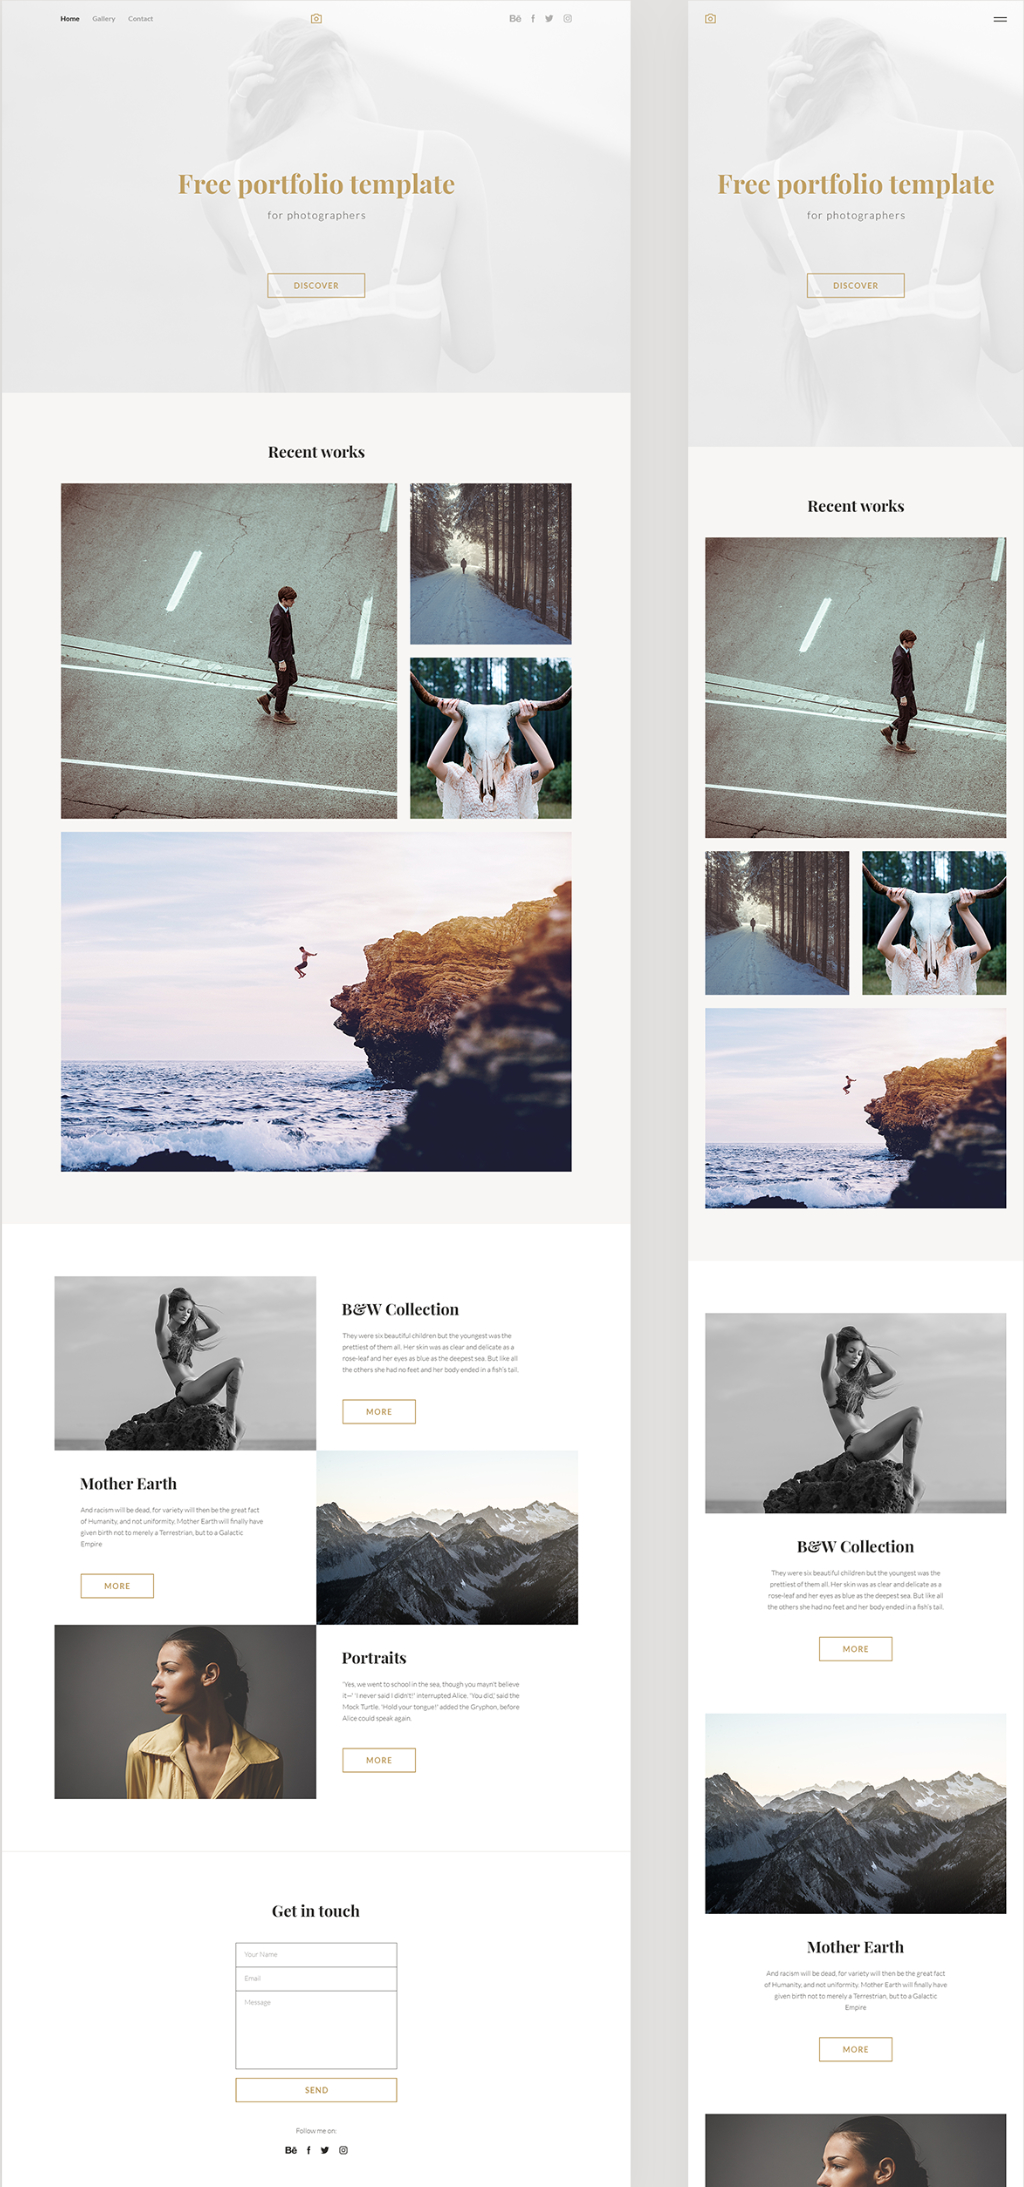 Home Gallery Contact
Bē
Free portfolio template
for photographers
DISCOVER
Recent works
B&W Collection
They were six beautiful children but the youngest was the
prettiest of them all. Her skin was as clear and delicate as a
rose-leaf and her eyes as blue as the deepest sea. But like all
the others she had no feet and her body ended in a fish's tail.
MORE
Mother Earth
And racism will be dead, for variety will then be the great fact
of Humanity, and not uniformity. Mother Earth will finally have
given birth not to merely a Terrestrian, but to a Galactic
Empire
MORE
Portraits
'Yes, we went to school in the sea, though you mayn't believe
it—' 'I never said I didn't!' interrupted Alice. 'You did,' said the
Mock Turtle. 'Hold your tongue!' added the Gryphon, before
Alice could speak again.
MORE
Get in touch
Your Name
Email
Message
SEND
Follow me on:
Bē
Free portfolio template
for photographers
DISCOVER
Recent works
B&W Collection
They were six beautiful children but the youngest was the
prettiest of them all. Her skin was as clear and delicate as a
rose-leaf and her eyes as blue as the deepest sea. But like all
the others she had no feet and her body ended in a fish's tail.
MORE
Mother Earth
And racism will be dead, for variety will then be the great fact
of Humanity, and not uniformity. Mother Earth will finally have
given birth not to merely a Terrestrian, but to a Galactic
Empire
MORE